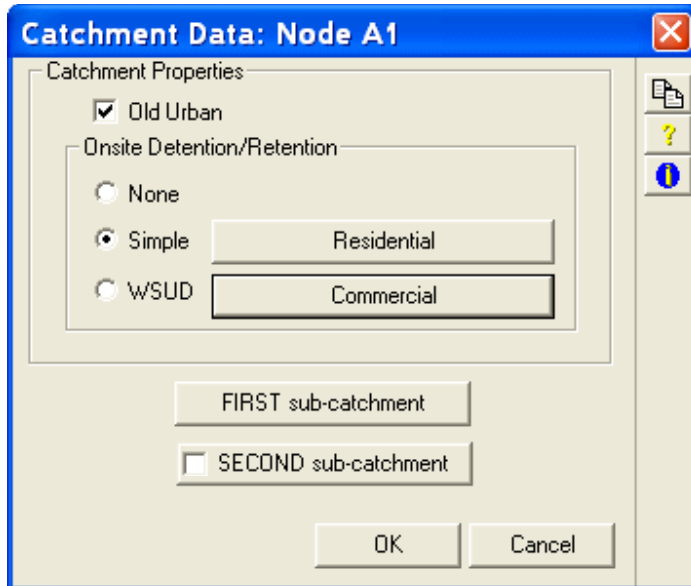 Catchment Data: Node A1
Catchment Properties
Old Urban
Onsite Detention/Retention
None
Simple
Residential
WSUD
Commercial
FIRST sub-catchment
SECOND sub-catchment
OK
Cancel
?
i